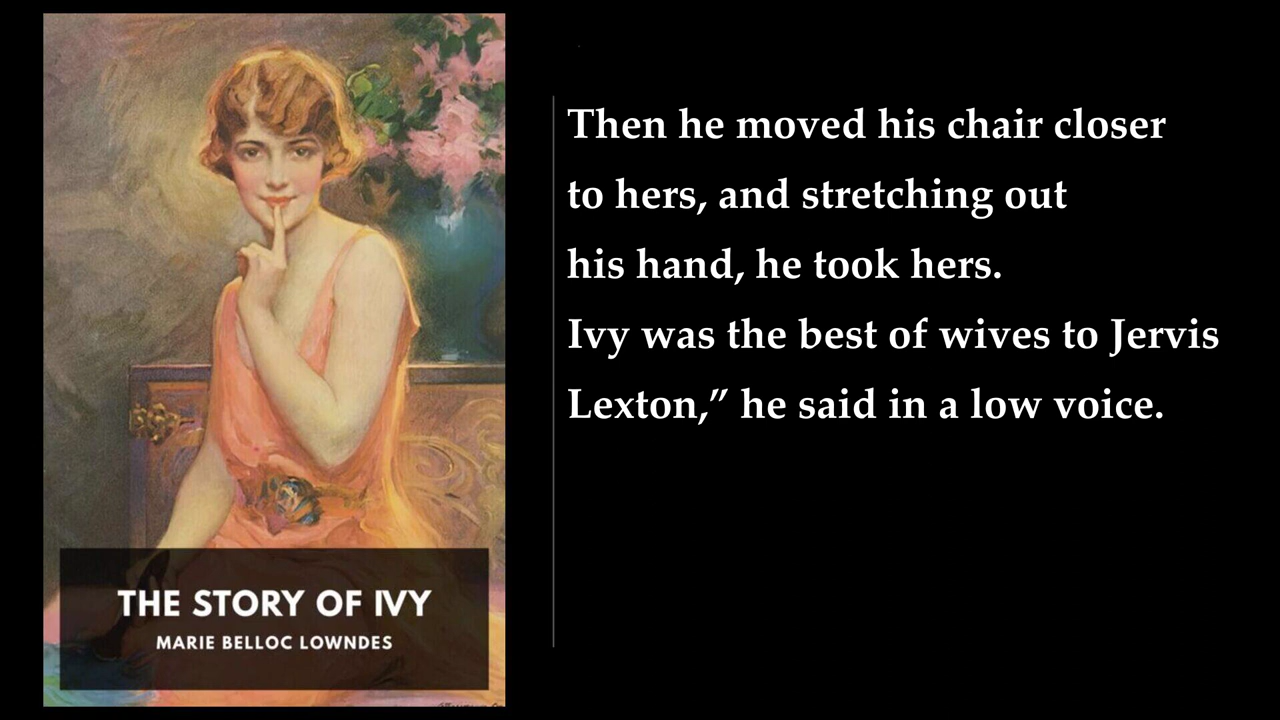 Then he moved his chair closer
to hers, and stretching out
his hand, he took hers.
Ivy was the best of wives to Jervis
Lexton,” he said in a low voice.
THE STORY OF IVY
MARIE BELLOC LOWNDES